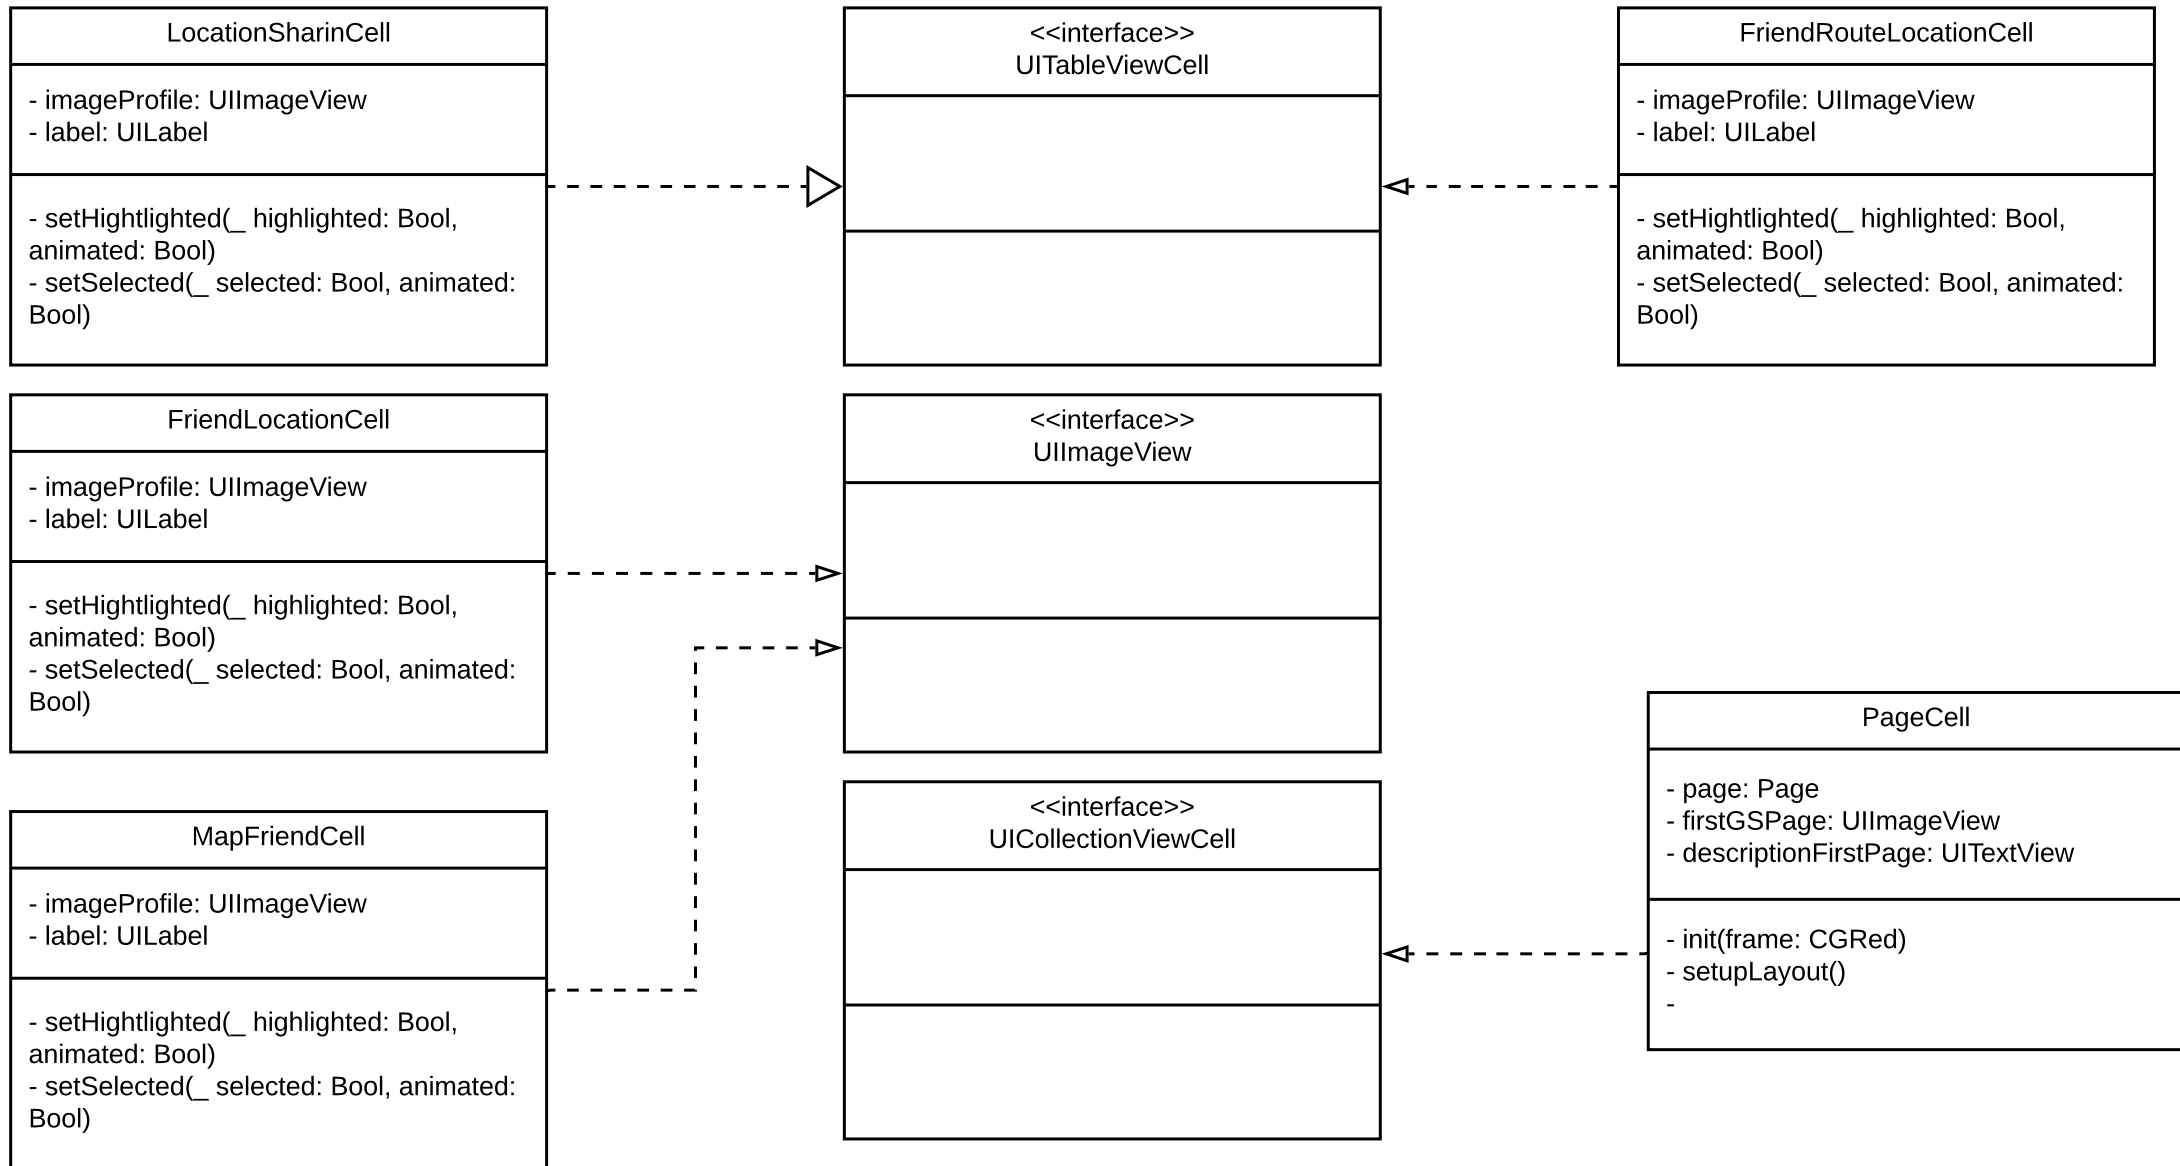 LocationSharinCell
- imageProfile: UIImageView
- label: UILabel
- setHightlighted(_ highlighted: Bool,
animated: Bool)
- setSelected(_ selected: Bool, animated:
Bool)
<<interface>>
UITableViewCell
FriendRouteLocationCell
- imageProfile: UIImageView
- label: UILabel
- setHightlighted(_ highlighted: Bool,
animated: Bool)
- setSelected(_ selected: Bool, animated:
Bool)
FriendLocationCell
- imageProfile: UIImageView
- label: UILabel
- setHightlighted(_ highlighted: Bool,
animated: Bool)
- setSelected(_ selected: Bool, animated:
Bool)
<<interface>>
UIImageView
MapFriendCell
- imageProfile: UIImageView
- label: UILabel
- setHightlighted(_ highlighted: Bool,
animated: Bool)
- setSelected(_ selected: Bool, animated:
Bool)
<<interface>>
UICollectionViewCell
PageCell
- page: Page
- firstGSPage: UIImageView
- descriptionFirstPage: UITextView
- init(frame: CGRed)
- setupLayout()
-